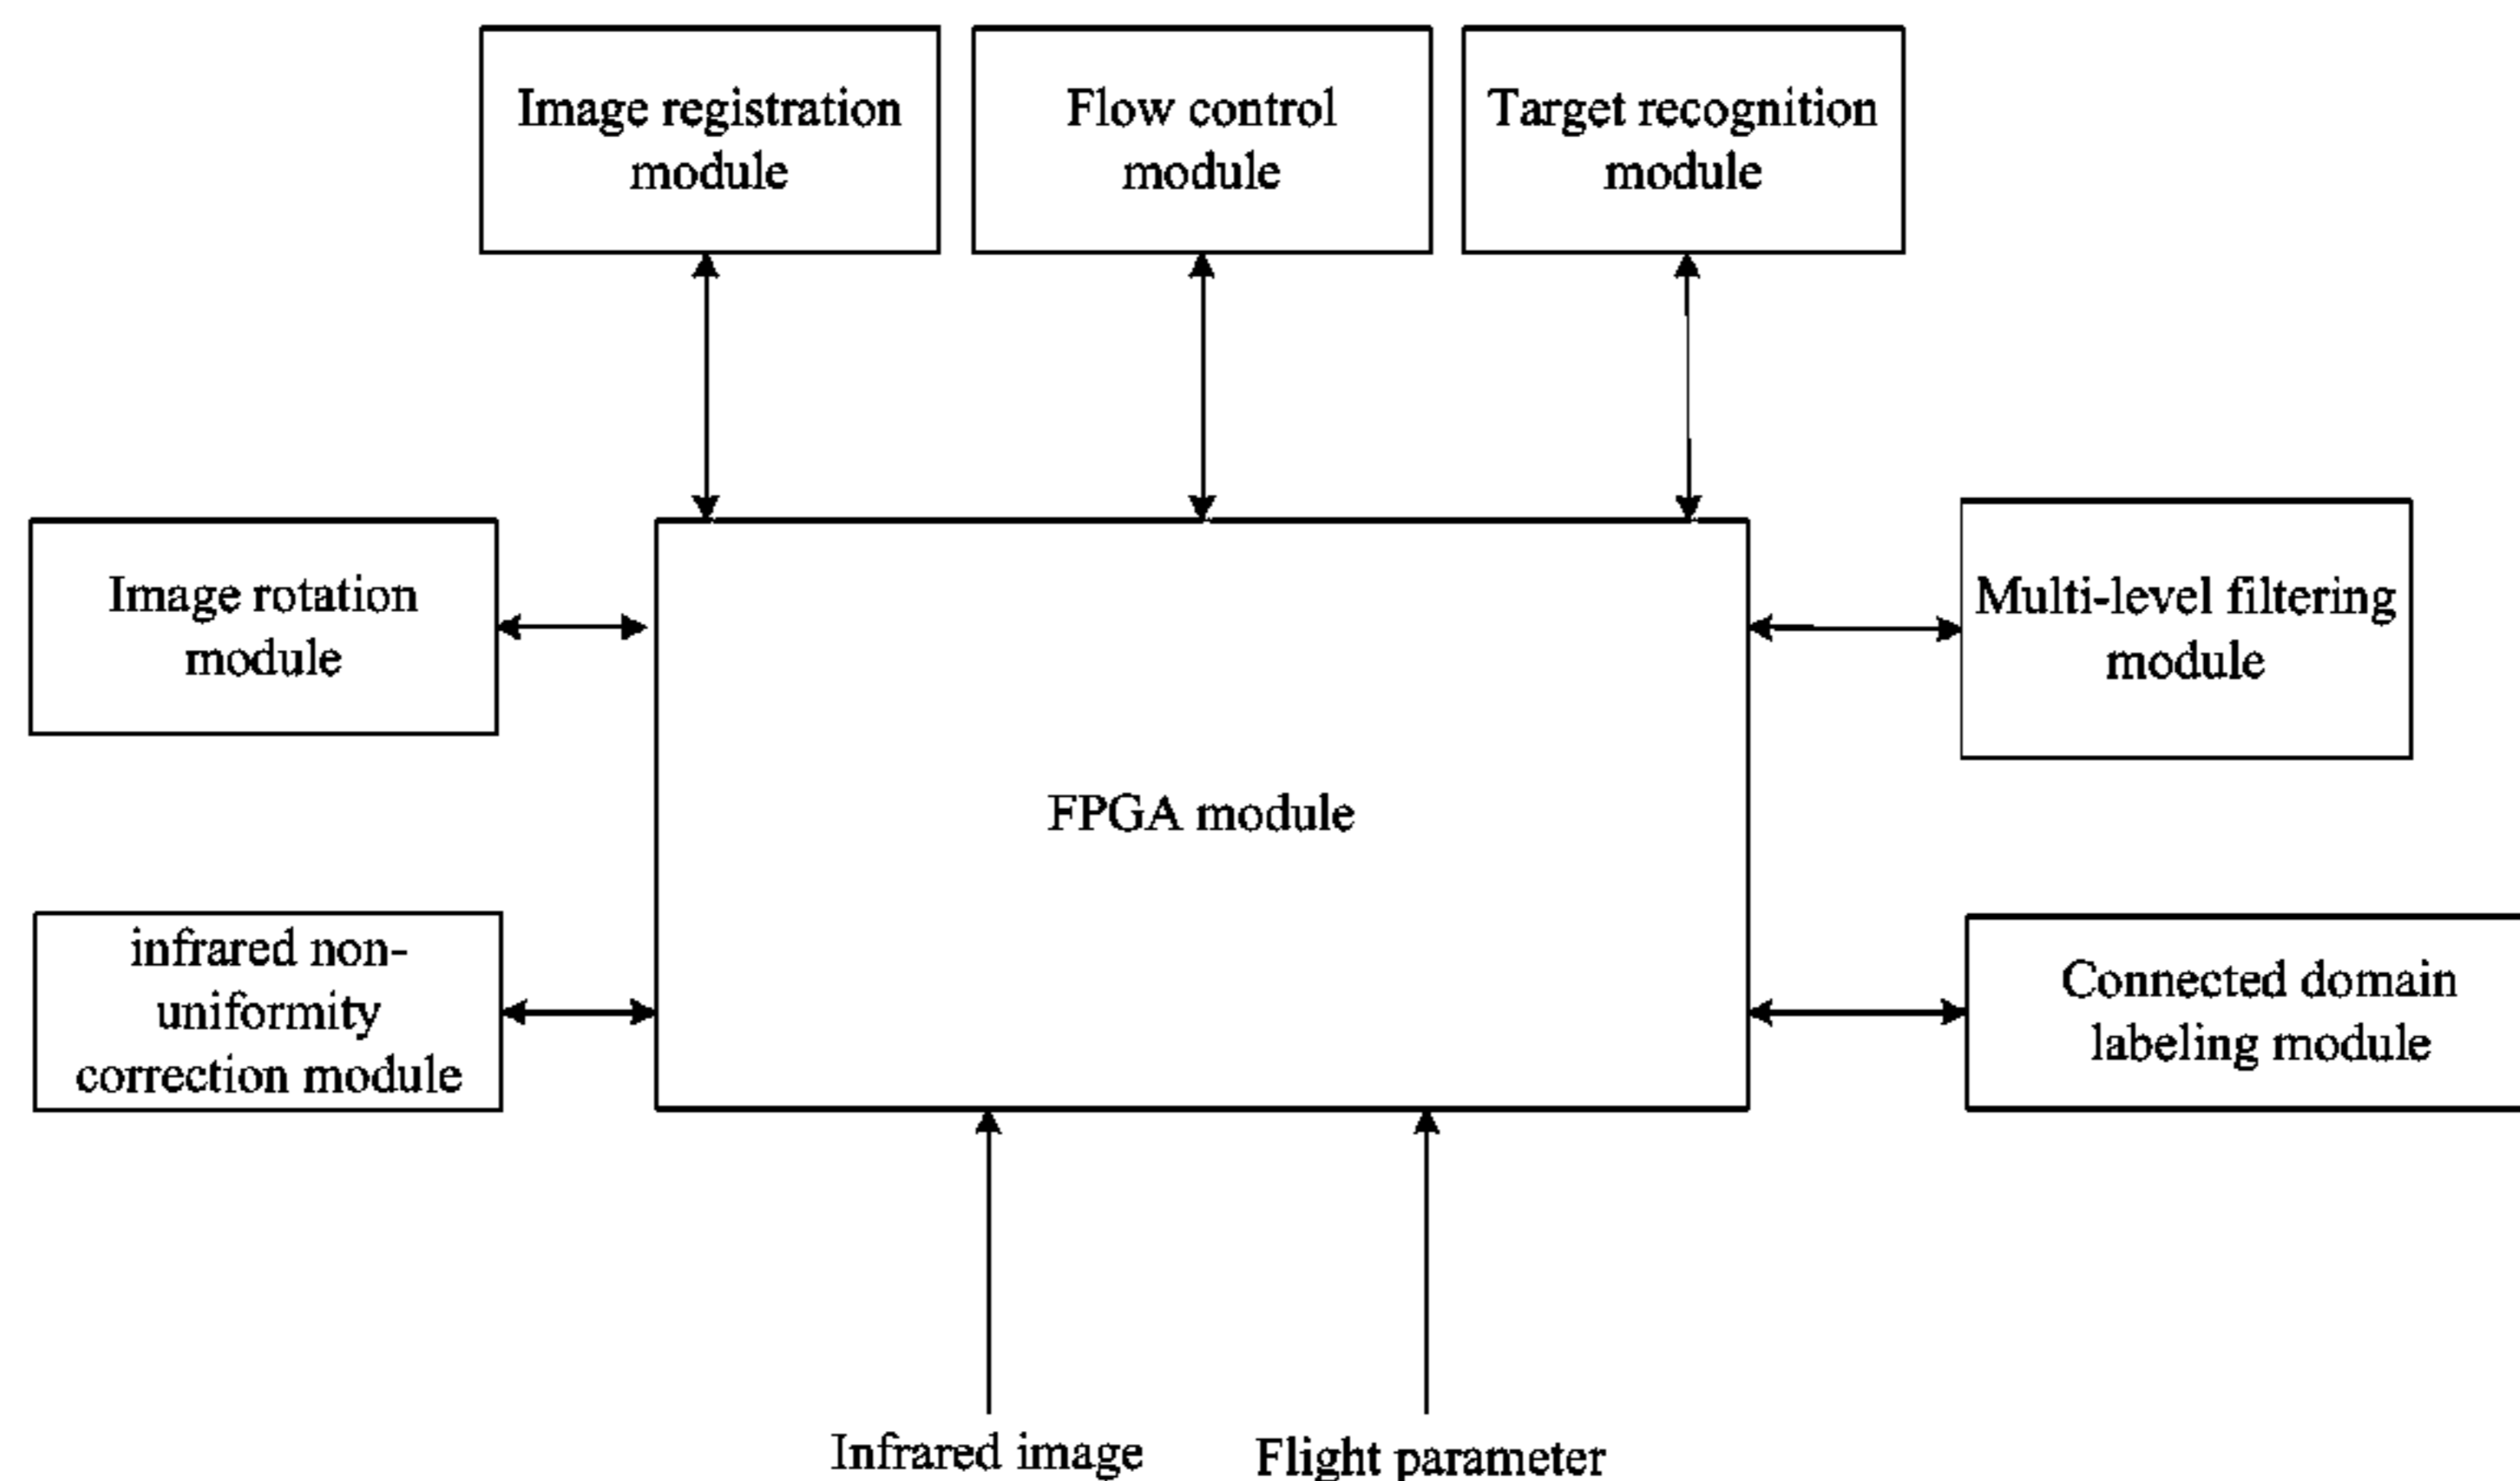 Image registration
module
Flow control
module
Target recognition
module
Image rotation
module
Multi-level filtering
module
FPGA module
infrared non-
uniformity
correction module
Connected domain
labeling module
Infrared image
Flight parameter